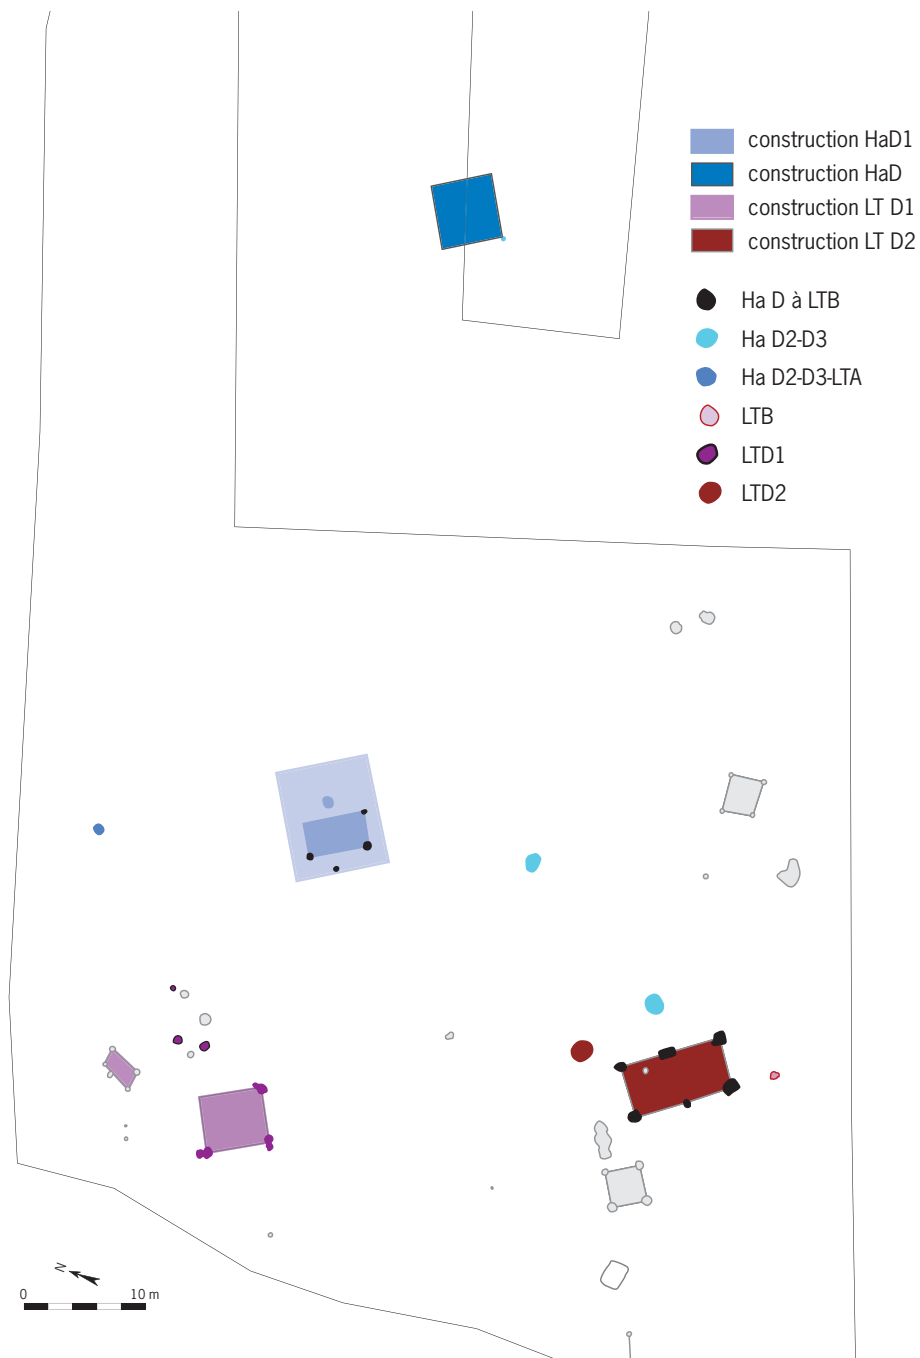 construction HaD1
construction HaD
construction LT D1
construction LT D2
Ha D à LTB
Ha D2-D3
Ha D2-D3-LTA
LTB
LTD1
LTD2
N
0 10 m